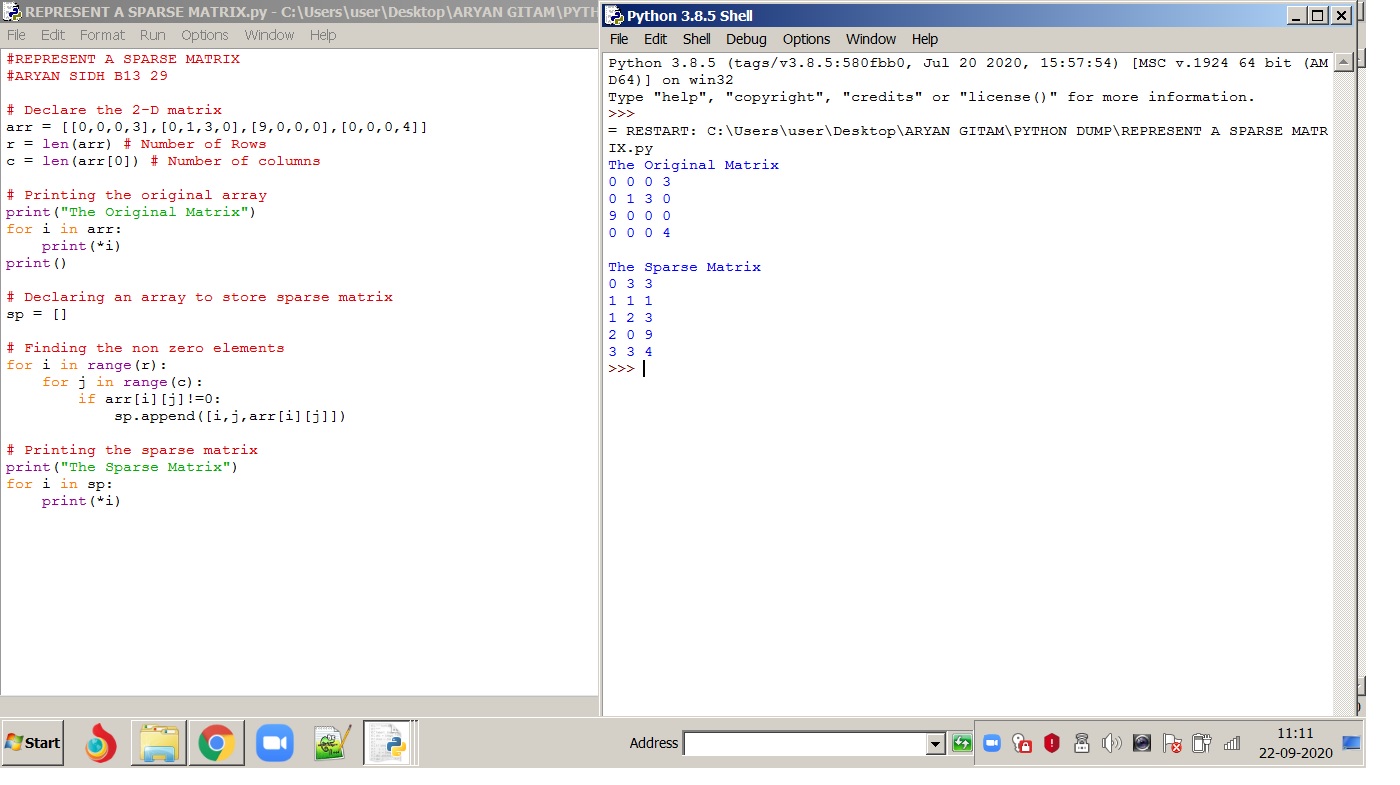 REPRESENT A SPARSE MATRIX.py - C:\Users\user\Desktop\ARYAN GITAM\PYTH
File Edit Format Run Options Window Help
#REPRESENT A SPARSE MATRIX
#ARYAN SIDH B13 29
# Declare the 2-D matrix
arr = [[0,0,0,3],[0,1,3,0],[9,0,0,0],[0,0,0,4]]
r = len(arr) # Number of Rows
c = len(arr[0]) # Number of columns
# Printing the original array
print("The Original Matrix")
for i in arr:
    print(*i)
print()
# Declaring an array to store sparse matrix
sp = []
# Finding the non zero elements
for i in range(r):
    for j in range(c):
        if arr[i][j]!=0:
            sp.append([i,j,arr[i][j]])
# Printing the sparse matrix
print("The Sparse Matrix")
for i in sp:
    print(*i)
Python 3.8.5 Shell
File Edit Shell Debug Options Window Help
Python 3.8.5 (tags/v3.8.5:580fbb0, Jul 20 2020, 15:57:54) [MSC v.1924 64 bit (AM
D64)] on win32
Type "help", "copyright", "credits" or "license()" for more information.
>>>
= RESTART: C:\Users\user\Desktop\ARYAN GITAM\PYTHON DUMP\REPRESENT A SPARSE MATR
IX.py
The Original Matrix
0 0 0 3
0 1 3 0
9 0 0 0
0 0 0 4
The Sparse Matrix
0 3 3
1 1 1
1 2 3
2 0 9
3 3 4
>>>
Start
Address
11:11
22-09-2020